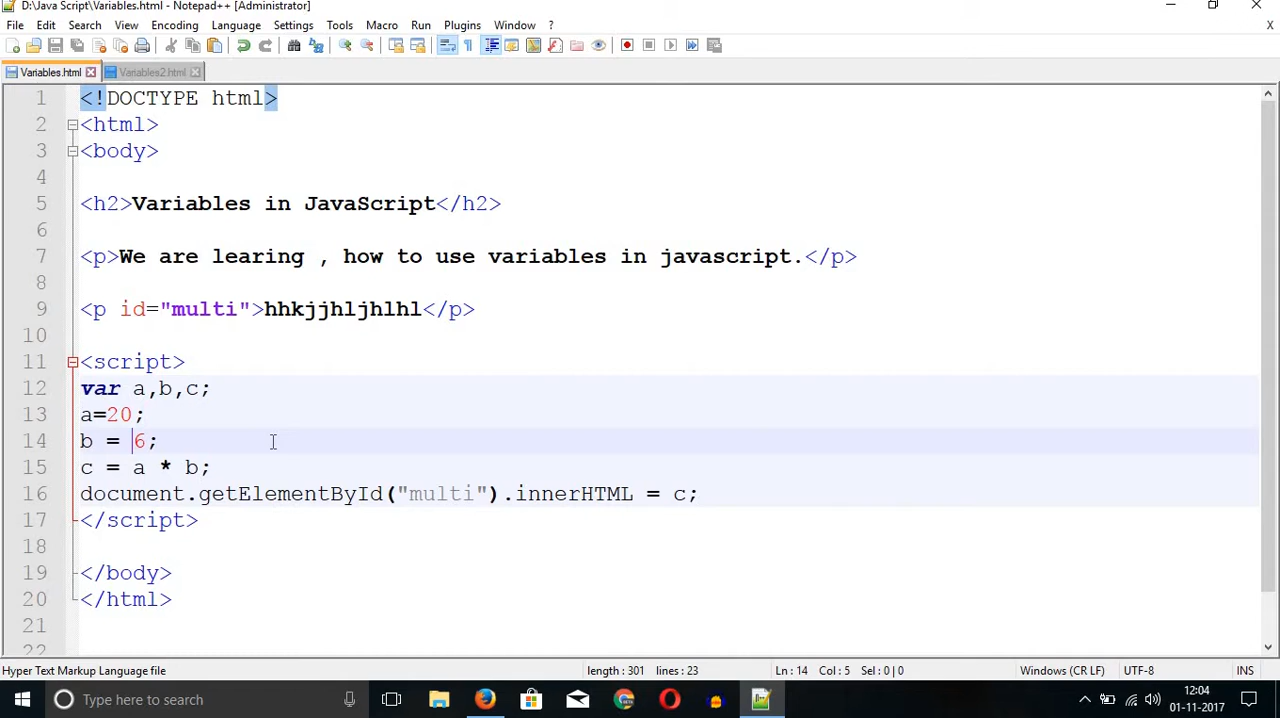 D:\Java Script\Variables.html - Notepad++ [Administrator]
File Edit Search View Encoding Language Settings Tools Macro Run Plugins Window ?
X
Variables.html Variables2.html
1 <!DOCTYPE html>
2 <html>
3 <body>
4
5 <h2>Variables in JavaScript</h2>
6
7 <p>We are learing , how to use variables in javascript.</p>
8
9 <p id="multi">hhkjjhljhlhl</p>
10
11 <script>
12 var a,b,c;
13 a=20;
14 b = 6;
15 c = a * b;
16 document.getElementById("multi").innerHTML = c;
17 </script>
18
19 </body>
20 </html>
21
22
Hyper Text Markup Language file length : 301 lines : 23 Ln : 14 Col : 5 Sel : 0 | 0 Windows (CR LF) UTF-8 INS
Type here to search 12:04
01-11-2017